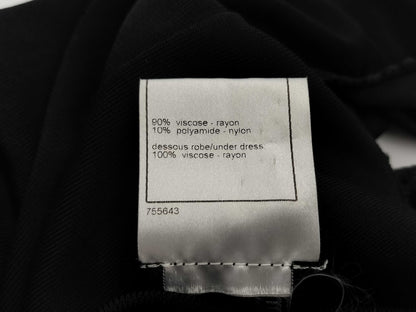 90% viscose - rayon
10% polyamide - nylon
dessous robe/under dress
100% viscose - rayon
755643